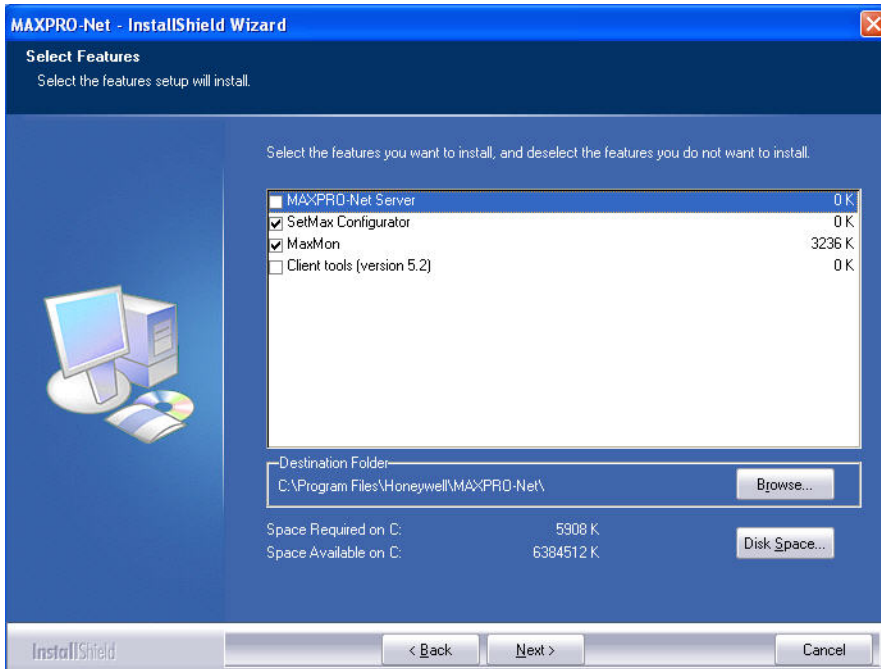 MAXPRO-Net - InstallShield Wizard
Select Features
Select the features setup will install.
Select the features you want to install, and deselect the features you do not want to install.
MAXPRO-Net Server 0 K
SetMax Configurator 0 K
MaxMon 3236 K
Client tools (version 5.2) 0 K
Destination Folder
C:\Program Files\Honeywell\MAXPRO-Net\
Browse...
Space Required on C: 5908 K
Space Available on C: 6384512 K
Disk Space...
InstallShield
< Back Next > Cancel